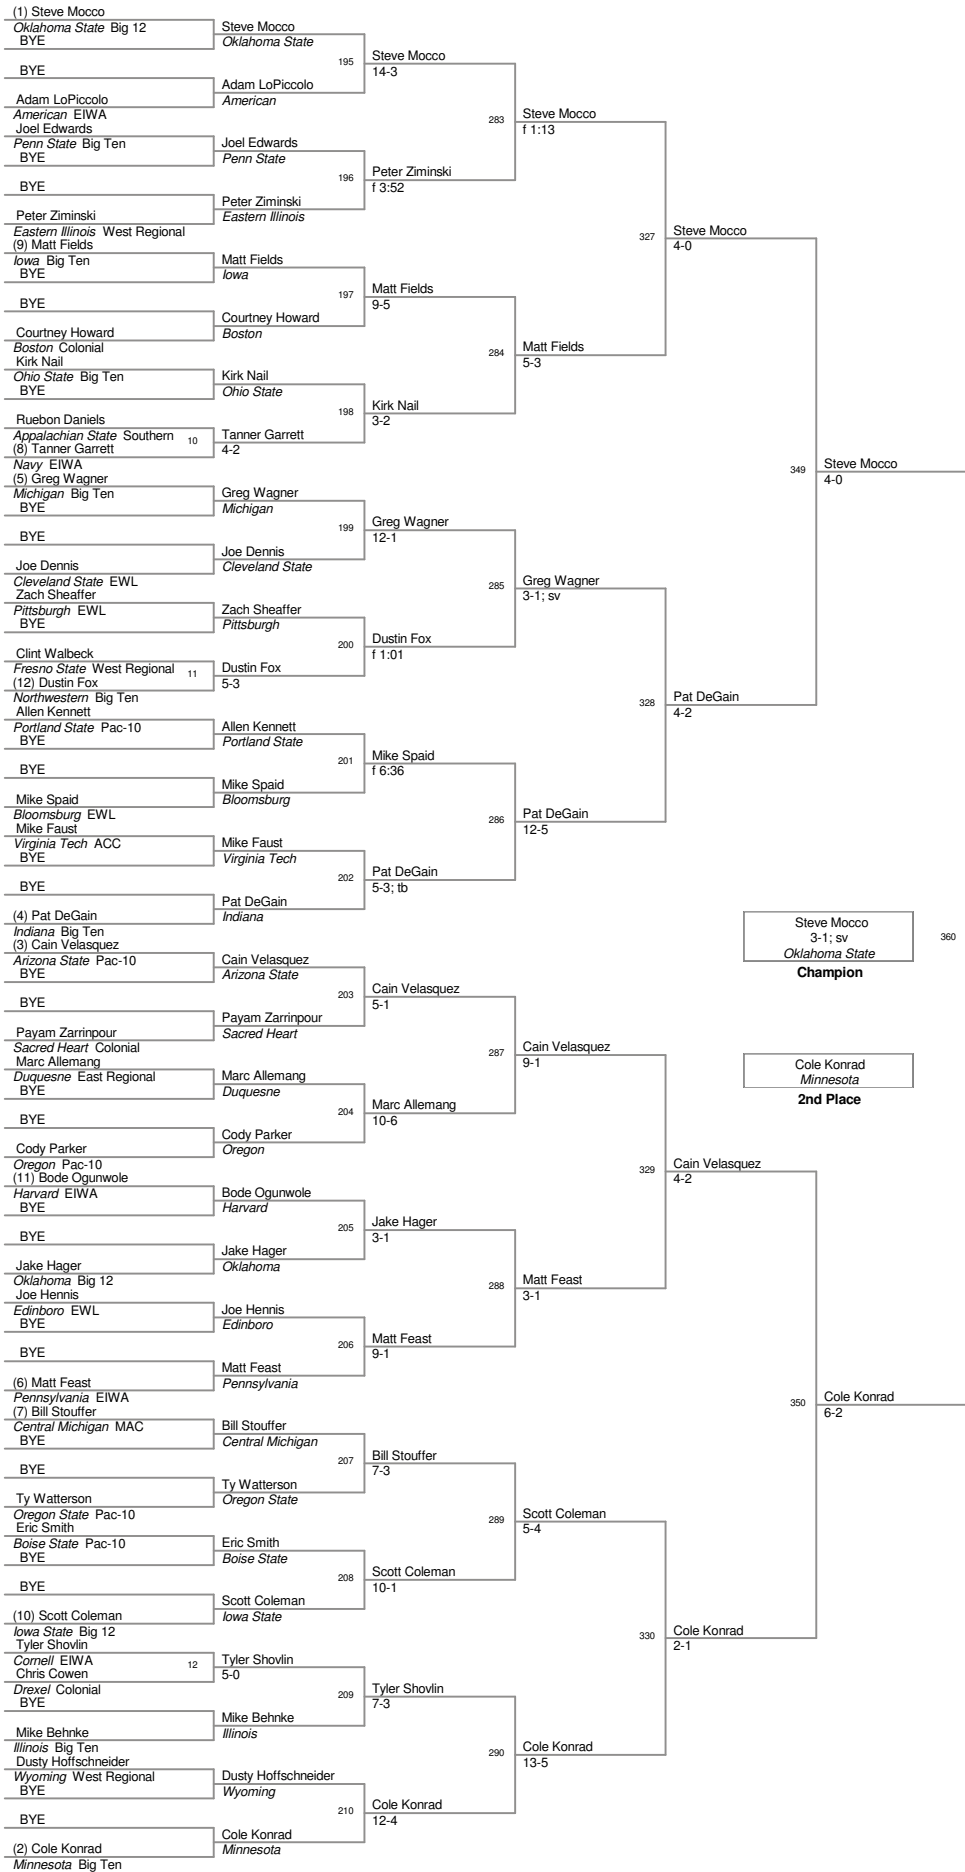 (1) Steve Mocco
Oklahoma State Big 12
BYE
BYE
Adam LoPiccolo
American EIWA
Joel Edwards
Penn State Big Ten
BYE
BYE
Peter Ziminski
Eastern Illinois West Regional
(9) Matt Fields
Iowa Big Ten
BYE
BYE
Courtney Howard
Boston Colonial
Kirk Nail
Ohio State Big Ten
BYE
Ruebon Daniels
Appalachian State Southern
10
(8) Tanner Garrett
Navy EIWA
(5) Greg Wagner
Michigan Big Ten
BYE
BYE
Joe Dennis
Cleveland State EWL
Zach Sheaffer
Pittsburgh EWL
BYE
Clint Walbeck
Fresno State West Regional
11
(12) Dustin Fox
Northwestern Big Ten
Allen Kennett
Portland State Pac-10
BYE
BYE
Mike Spaid
Bloomsburg EWL
Mike Faust
Virginia Tech ACC
BYE
BYE
(4) Pat DeGain
Indiana Big Ten
(3) Cain Velasquez
Arizona State Pac-10
BYE
BYE
Payam Zarrinpour
Sacred Heart Colonial
Marc Allemang
Duquesne East Regional
BYE
BYE
Cody Parker
Oregon Pac-10
(11) Bode Ogunwole
Harvard EIWA
BYE
BYE
Jake Hager
Oklahoma Big 12
Joe Hennis
Edinboro EWL
BYE
BYE
(6) Matt Feast
Pennsylvania EIWA
(7) Bill Stouffer
Central Michigan MAC
BYE
BYE
Ty Watterson
Oregon State Pac-10
Eric Smith
Boise State Pac-10
BYE
BYE
(10) Scott Coleman
Iowa State Big 12
Tyler Shovlin
Cornell EIWA
12
Chris Cowen
Drexel Colonial
BYE
Mike Behnke
Illinois Big Ten
Dusty Hoffschneider
Wyoming West Regional
BYE
BYE
(2) Cole Konrad
Minnesota Big Ten
Steve Mocco
Oklahoma State
195
Adam LoPiccolo
American
Joel Edwards
Penn State
196
Peter Ziminski
Eastern Illinois
Matt Fields
Iowa
197
Courtney Howard
Boston
Kirk Nail
Ohio State
198
Tanner Garrett
4-2
Greg Wagner
Michigan
199
Joe Dennis
Cleveland State
Zach Sheaffer
Pittsburgh
200
Dustin Fox
5-3
Allen Kennett
Portland State
201
Mike Spaid
Bloomsburg
Mike Faust
Virginia Tech
202
Pat DeGain
Indiana
Cain Velasquez
Arizona State
203
Payam Zarrinpour
Sacred Heart
Marc Allemang
Duquesne
204
Cody Parker
Oregon
Bode Ogunwole
Harvard
205
Jake Hager
Oklahoma
Joe Hennis
Edinboro
206
Matt Feast
Pennsylvania
Bill Stouffer
Central Michigan
207
Ty Watterson
Oregon State
Eric Smith
Boise State
208
Scott Coleman
Iowa State
Tyler Shovlin
5-0
209
Mike Behnke
Illinois
Dusty Hoffschneider
Wyoming
210
Cole Konrad
Minnesota
Steve Mocco
14-3
283
Peter Ziminski
f 3:52
Matt Fields
9-5
284
Kirk Nail
3-2
Greg Wagner
12-1
285
Dustin Fox
f 1:01
Mike Spaid
f 6:36
286
Pat DeGain
5-3; tb
Cain Velasquez
5-1
287
Marc Allemang
10-6
Jake Hager
3-1
288
Matt Feast
9-1
Bill Stouffer
7-3
289
Scott Coleman
10-1
Tyler Shovlin
7-3
290
Cole Konrad
12-4
Steve Mocco
f 1:13
327
Matt Fields
5-3
Greg Wagner
3-1; sv
328
Pat DeGain
12-5
Cain Velasquez
9-1
329
Matt Feast
3-1
Scott Coleman
5-4
330
Cole Konrad
13-5
Steve Mocco
4-0
349
Pat DeGain
4-2
Cain Velasquez
4-2
350
Cole Konrad
2-1
Steve Mocco
4-0
Steve Mocco
3-1; sv
Oklahoma State
Champion
360
Cole Konrad
Minnesota
2nd Place
Cole Konrad
6-2